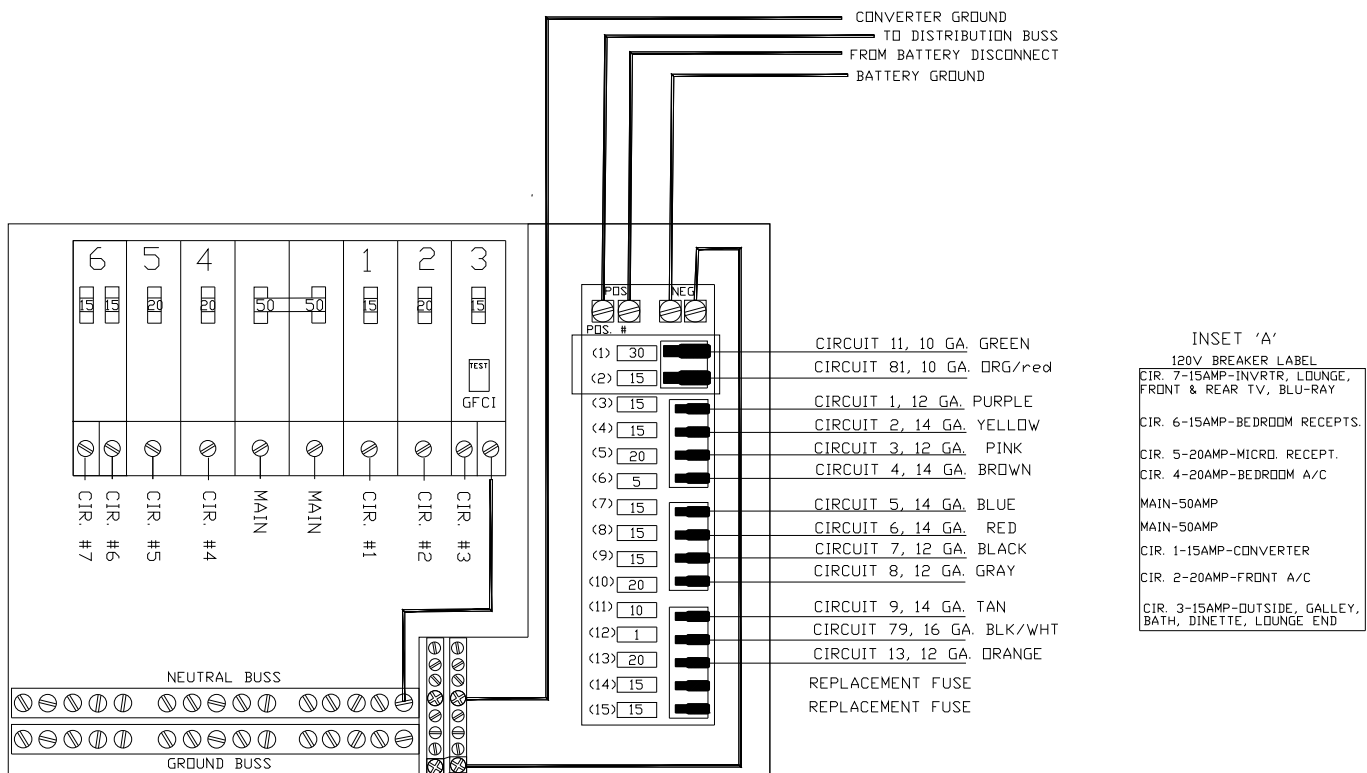 CONVERTER GROUND
TO DISTRIBUTION BUSS
FROM BATTERY DISCONNECT
BATTERY GROUND
6 5 4 1 2 3
15 15 20 20 50 50 15 20 15
TEST
GFCI
CIR. #7
CIR. #6
CIR. #5
CIR. #4
MAIN
MAIN
CIR. #1
CIR. #2
CIR. #3
NEUTRAL BUSS
GROUND BUSS
POS NEG
POS. #
(1) 30 CIRCUIT 11, 10 GA. GREEN
(2) 15 CIRCUIT 81, 10 GA. ORG/red
(3) 15 CIRCUIT 1, 12 GA. PURPLE
(4) 15 CIRCUIT 2, 14 GA. YELLOW
(5) 20 CIRCUIT 3, 12 GA. PINK
(6) 5 CIRCUIT 4, 14 GA. BROWN
(7) 15 CIRCUIT 5, 14 GA. BLUE
(8) 15 CIRCUIT 6, 14 GA. RED
(9) 15 CIRCUIT 7, 12 GA. BLACK
(10) 20 CIRCUIT 8, 12 GA. GRAY
(11) 10 CIRCUIT 9, 14 GA. TAN
(12) 1 CIRCUIT 79, 16 GA. BLK/WHT
(13) 20 CIRCUIT 13, 12 GA. ORANGE
(14) 15 REPLACEMENT FUSE
(15) 15 REPLACEMENT FUSE
INSET 'A'
120V BREAKER LABEL
CIR. 7-15AMP-INVRTR, LOUNGE,
FRONT & REAR TV, BLU-RAY
CIR. 6-15AMP-BEDROOM RECEPTS.
CIR. 5-20AMP-MICRO. RECEPT.
CIR. 4-20AMP-BEDROOM A/C
MAIN-50AMP
MAIN-50AMP
CIR. 1-15AMP-CONVERTER
CIR. 2-20AMP-FRONT A/C
CIR. 3-15AMP-OUTSIDE, GALLEY,
BATH, DINETTE, LOUNGE END